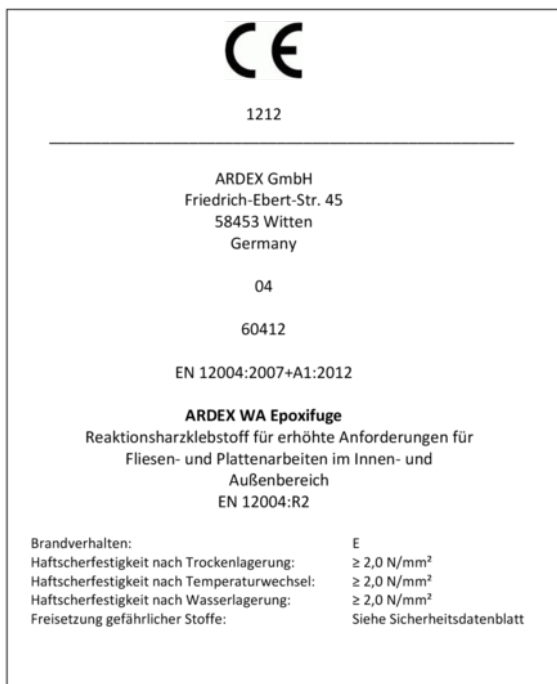 CE
1212
ARDEX GmbH
Friedrich-Ebert-Str. 45
58453 Witten
Germany
04
60412
EN 12004:2007+A1:2012
ARDEX WA Epoxifuge
Reaktionsharzklebstoff für erhöhte Anforderungen für
Fliesen- und Plattenarbeiten im Innen- und
Außenbereich
EN 12004:R2
Brandverhalten: E
Haftscherfestigkeit nach Trockenlagerung: ≥ 2,0 N/mm²
Haftscherfestigkeit nach Temperaturwechsel: ≥ 2,0 N/mm²
Haftscherfestigkeit nach Wasserlagerung: ≥ 2,0 N/mm²
Freisetzung gefährlicher Stoffe: Siehe Sicherheitsdatenblatt